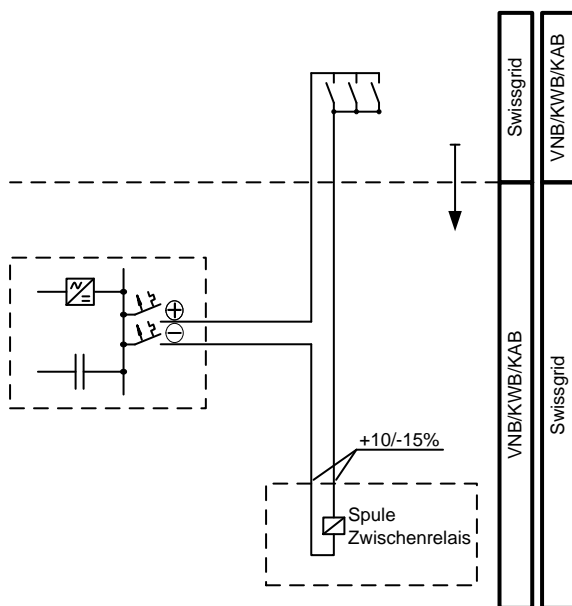 Swissgrid
VNB/KWB/KAB
+
−
VNB/KWB/KAB
Swissgrid
+10/-15%
Spule
Zwischenrelais